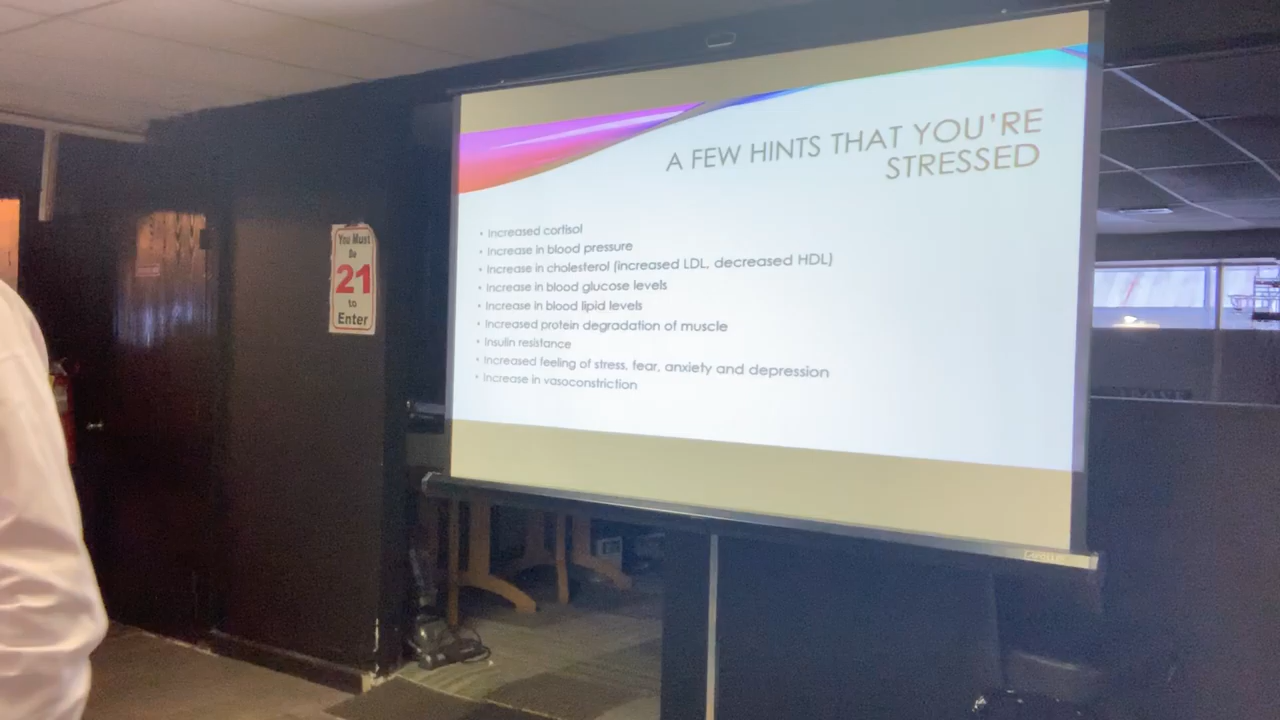 A FEW HINTS THAT YOU'RE
STRESSED
• Increased cortisol
• Increase in blood pressure
• Increase in cholesterol (increased LDL, decreased HDL)
• Increase in blood glucose levels
• Increase in blood lipid levels
• Increased protein degradation of muscle
• Insulin resistance
• Increased feeling of stress, fear, anxiety and depression
• Increase in vasoconstriction
You Must
Be
21
to
Enter